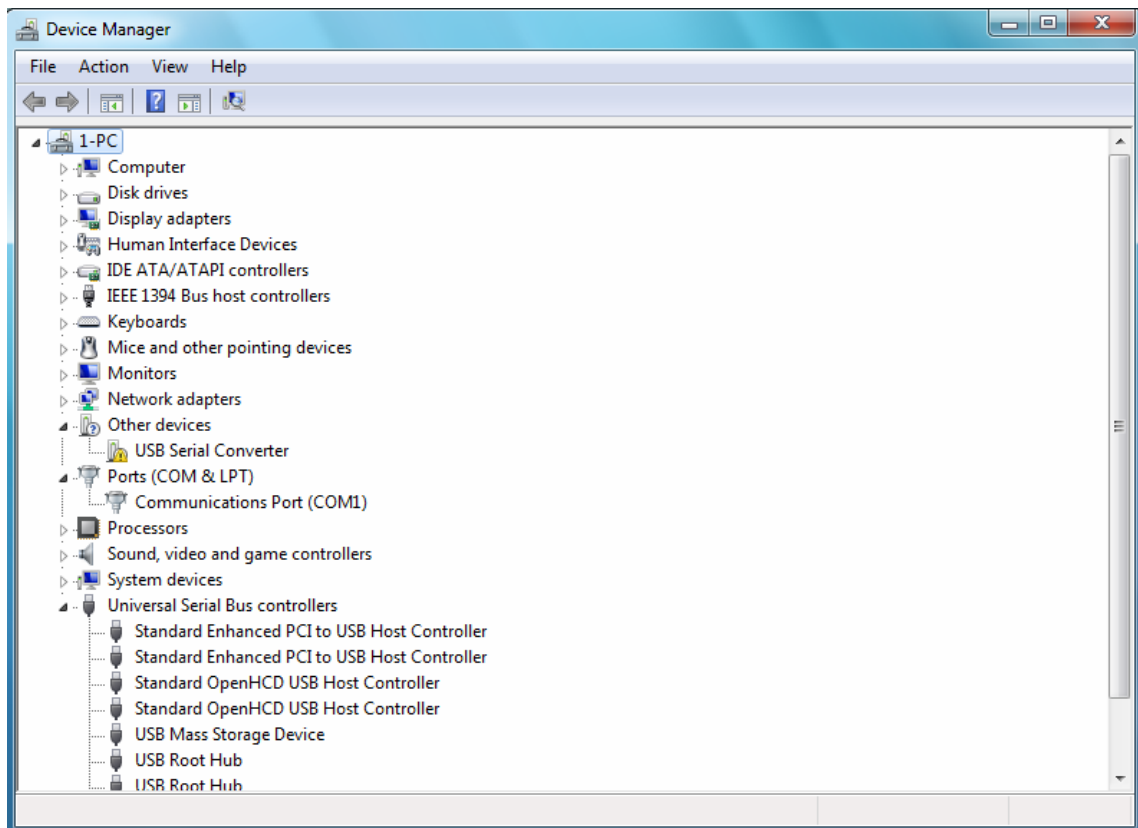 Device Manager
File Action View Help
1-PC
Computer
Disk drives
Display adapters
Human Interface Devices
IDE ATA/ATAPI controllers
IEEE 1394 Bus host controllers
Keyboards
Mice and other pointing devices
Monitors
Network adapters
Other devices
USB Serial Converter
Ports (COM & LPT)
Communications Port (COM1)
Processors
Sound, video and game controllers
System devices
Universal Serial Bus controllers
Standard Enhanced PCI to USB Host Controller
Standard Enhanced PCI to USB Host Controller
Standard OpenHCD USB Host Controller
Standard OpenHCD USB Host Controller
USB Mass Storage Device
USB Root Hub
USB Root Hub